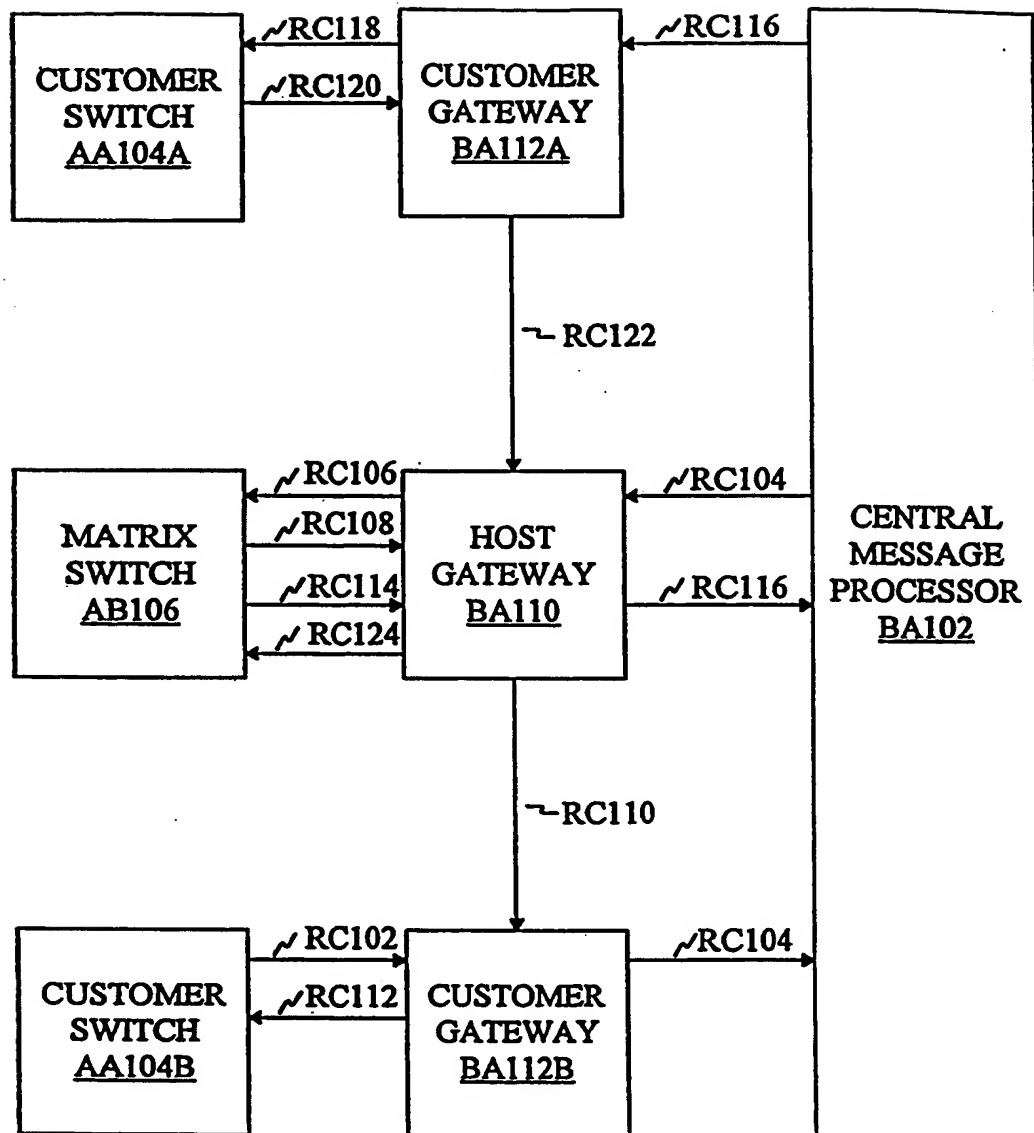 RC118
RC116
CUSTOMER
SWITCH
AA104A
RC120
CUSTOMER
GATEWAY
BA112A
RC122
RC106
RC104
MATRIX
SWITCH
AB106
RC108
RC114
RC124
HOST
GATEWAY
BA110
RC116
CENTRAL
MESSAGE
PROCESSOR
BA102
RC110
RC102
RC104
CUSTOMER
SWITCH
AA104B
RC112
CUSTOMER
GATEWAY
BA112B